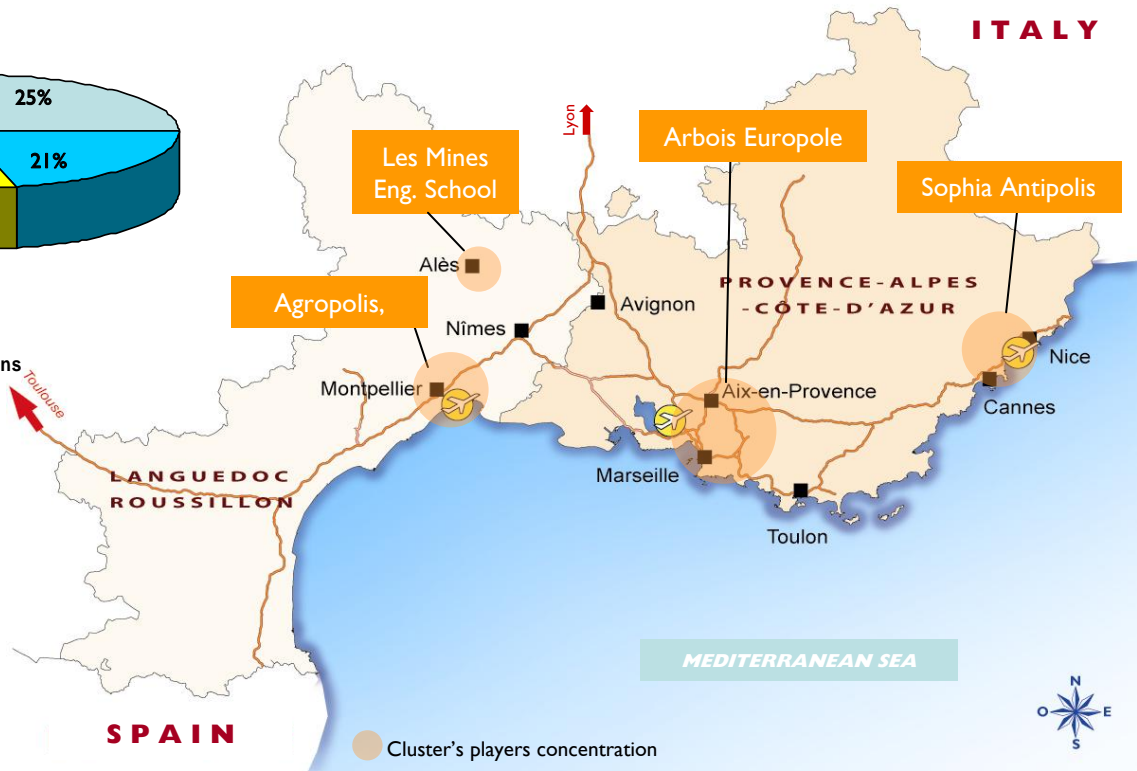 ITALY
25%
21%
Lyon
Les Mines
Eng. School
Arbois Europole
Sophia Antipolis
Alès
Agropolis,
Avignon
PROVENCE-ALPES
-CÔTE-D'AZUR
Nîmes
ns
Toulouse
Montpellier
Nice
Aix-en-Provence
Cannes
Marseille
LANGUEDOC
ROUSSILLON
Toulon
MEDITERRANEAN SEA
N
O E
S
SPAIN
Cluster's players concentration